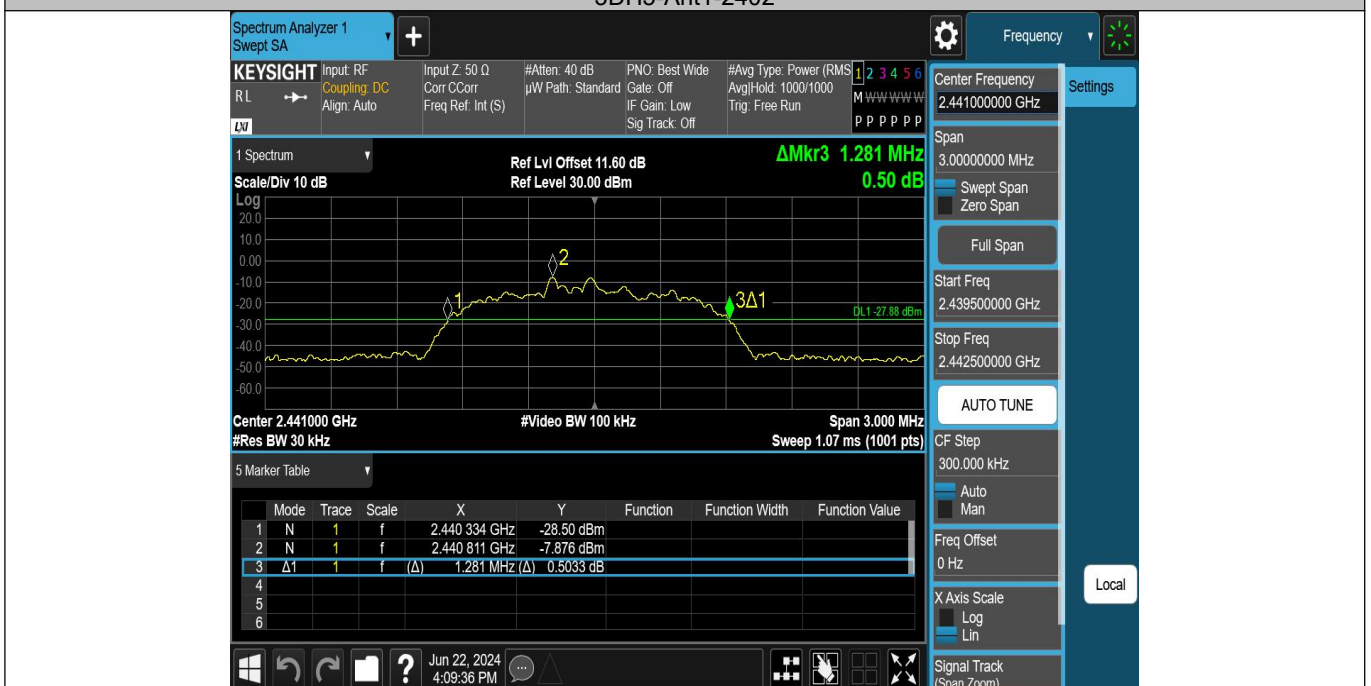 3DH5-Ant1-2402
Spectrum Analyzer 1
Swept SA
+
Frequency
KEYSIGHT
RL
LXI
Input: RF
Coupling: DC
Align: Auto
Input Z: 50 Ω
Corr CCorr
Freq Ref: Int (S)
#Atten: 40 dB
µW Path: Standard
PNO: Best Wide
Gate: Off
IF Gain: Low
Sig Track: Off
#Avg Type: Power (RMS
Avg|Hold: 1000/1000
Trig: Free Run
1 2 3 4 5 6
M W W W W W
P P P P P P
1 Spectrum
Scale/Div 10 dB
Ref Lvl Offset 11.60 dB
Ref Level 30.00 dBm
ΔMkr3 1.281 MHz
0.50 dB
Log
20.0
10.0
0.00
-10.0
-20.0
-30.0
-40.0
-50.0
-60.0
1
2
3Δ1
DL1 -27.88 dBm
Center 2.441000 GHz
#Video BW 100 kHz
Span 3.000 MHz
#Res BW 30 kHz
Sweep 1.07 ms (1001 pts)
5 Marker Table
Mode Trace Scale X Y Function Function Width Function Value
1 N 1 f 2.440 334 GHz -28.50 dBm
2 N 1 f 2.440 811 GHz -7.876 dBm
3 Δ1 1 f (Δ) 1.281 MHz (Δ) 0.5033 dB
4
5
6
Jun 22, 2024
4:09:36 PM
Center Frequency
2.441000000 GHz
Settings
Span
3.00000000 MHz
Swept Span
Zero Span
Full Span
Start Freq
2.439500000 GHz
Stop Freq
2.442500000 GHz
AUTO TUNE
CF Step
300.000 kHz
Auto
Man
Freq Offset
0 Hz
X Axis Scale
Log
Lin
Local
Signal Track
(Span Zoom)